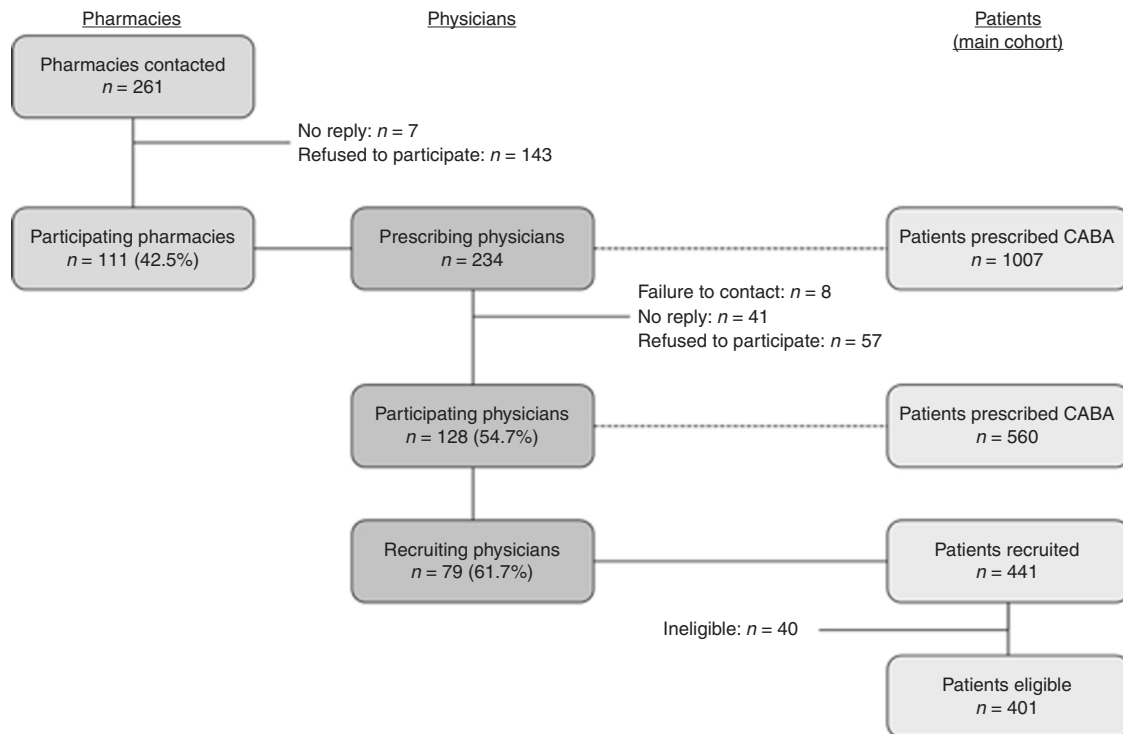 Pharmacies
Physicians
Patients
(main cohort)
Pharmacies contacted
n = 261
No reply: n = 7
Refused to participate: n = 143
Participating pharmacies
n = 111 (42.5%)
Prescribing physicians
n = 234
Patients prescribed CABA
n = 1007
Failure to contact: n = 8
No reply: n = 41
Refused to participate: n = 57
Participating physicians
n = 128 (54.7%)
Patients prescribed CABA
n = 560
Recruiting physicians
n = 79 (61.7%)
Patients recruited
n = 441
Ineligible: n = 40
Patients eligible
n = 401